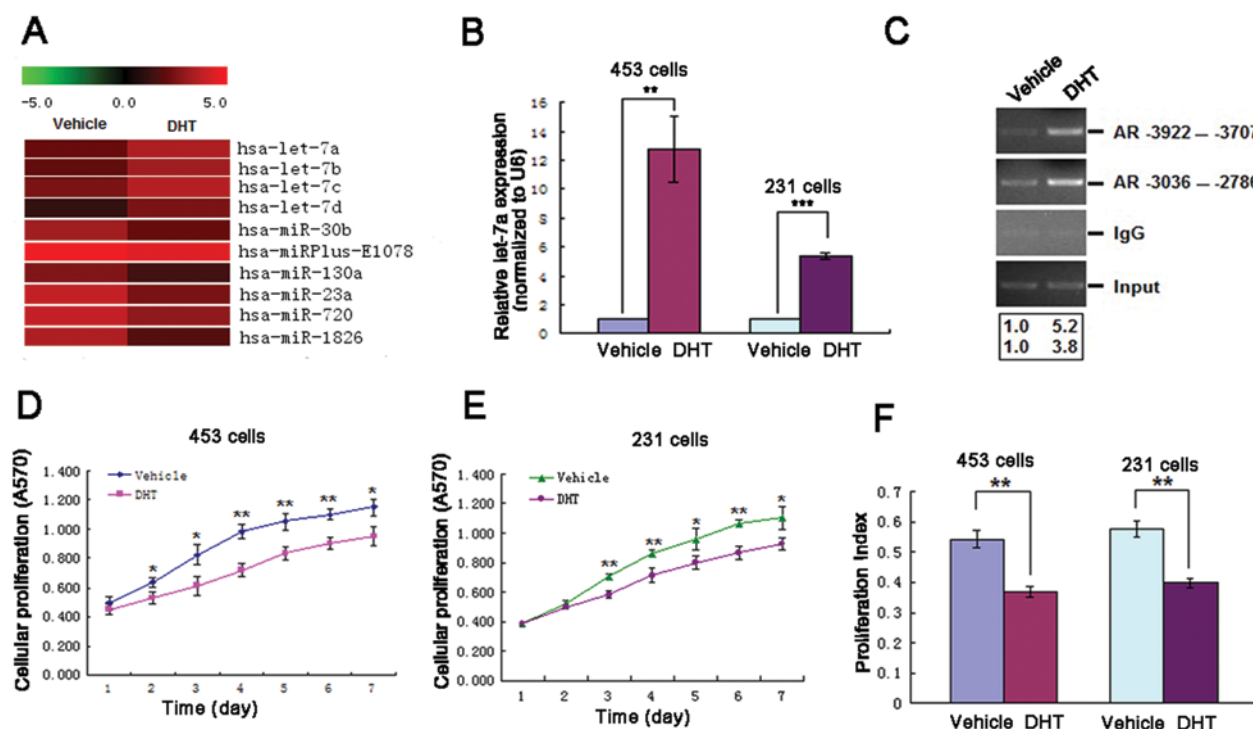 A
-5.0 0.0 5.0
Vehicle DHT
hsa-let-7a
hsa-let-7b
hsa-let-7c
hsa-let-7d
hsa-miR-30b
hsa-miRPlus-E1078
hsa-miR-130a
hsa-miR-23a
hsa-miR-720
hsa-miR-1826
B
Relative let-7a expression
(normalized to U6)
16
14
12
10
8
6
4
2
0
453 cells
**
231 cells
***
Vehicle DHT Vehicle DHT
C
Vehicle DHT
AR -3922 — -3707
AR -3036 — -2786
IgG
Input
1.0 5.2
1.0 3.8
D
453 cells
Cellular proliferation (A570)
1.400
1.200
1.000
0.800
0.600
0.400
0.200
0.000
Vehicle
DHT
* * ** ** ** *
1 2 3 4 5 6 7
Time (day)
E
231 cells
Cellular proliferation (A570)
1.400
1.200
1.000
0.800
0.600
0.400
0.200
0.000
Vehicle
DHT
** ** * ** *
1 2 3 4 5 6 7
Time (day)
F
Proliferation Index
0.7
0.6
0.5
0.4
0.3
0.2
0.1
0
453 cells
**
231 cells
**
Vehicle DHT Vehicle DHT